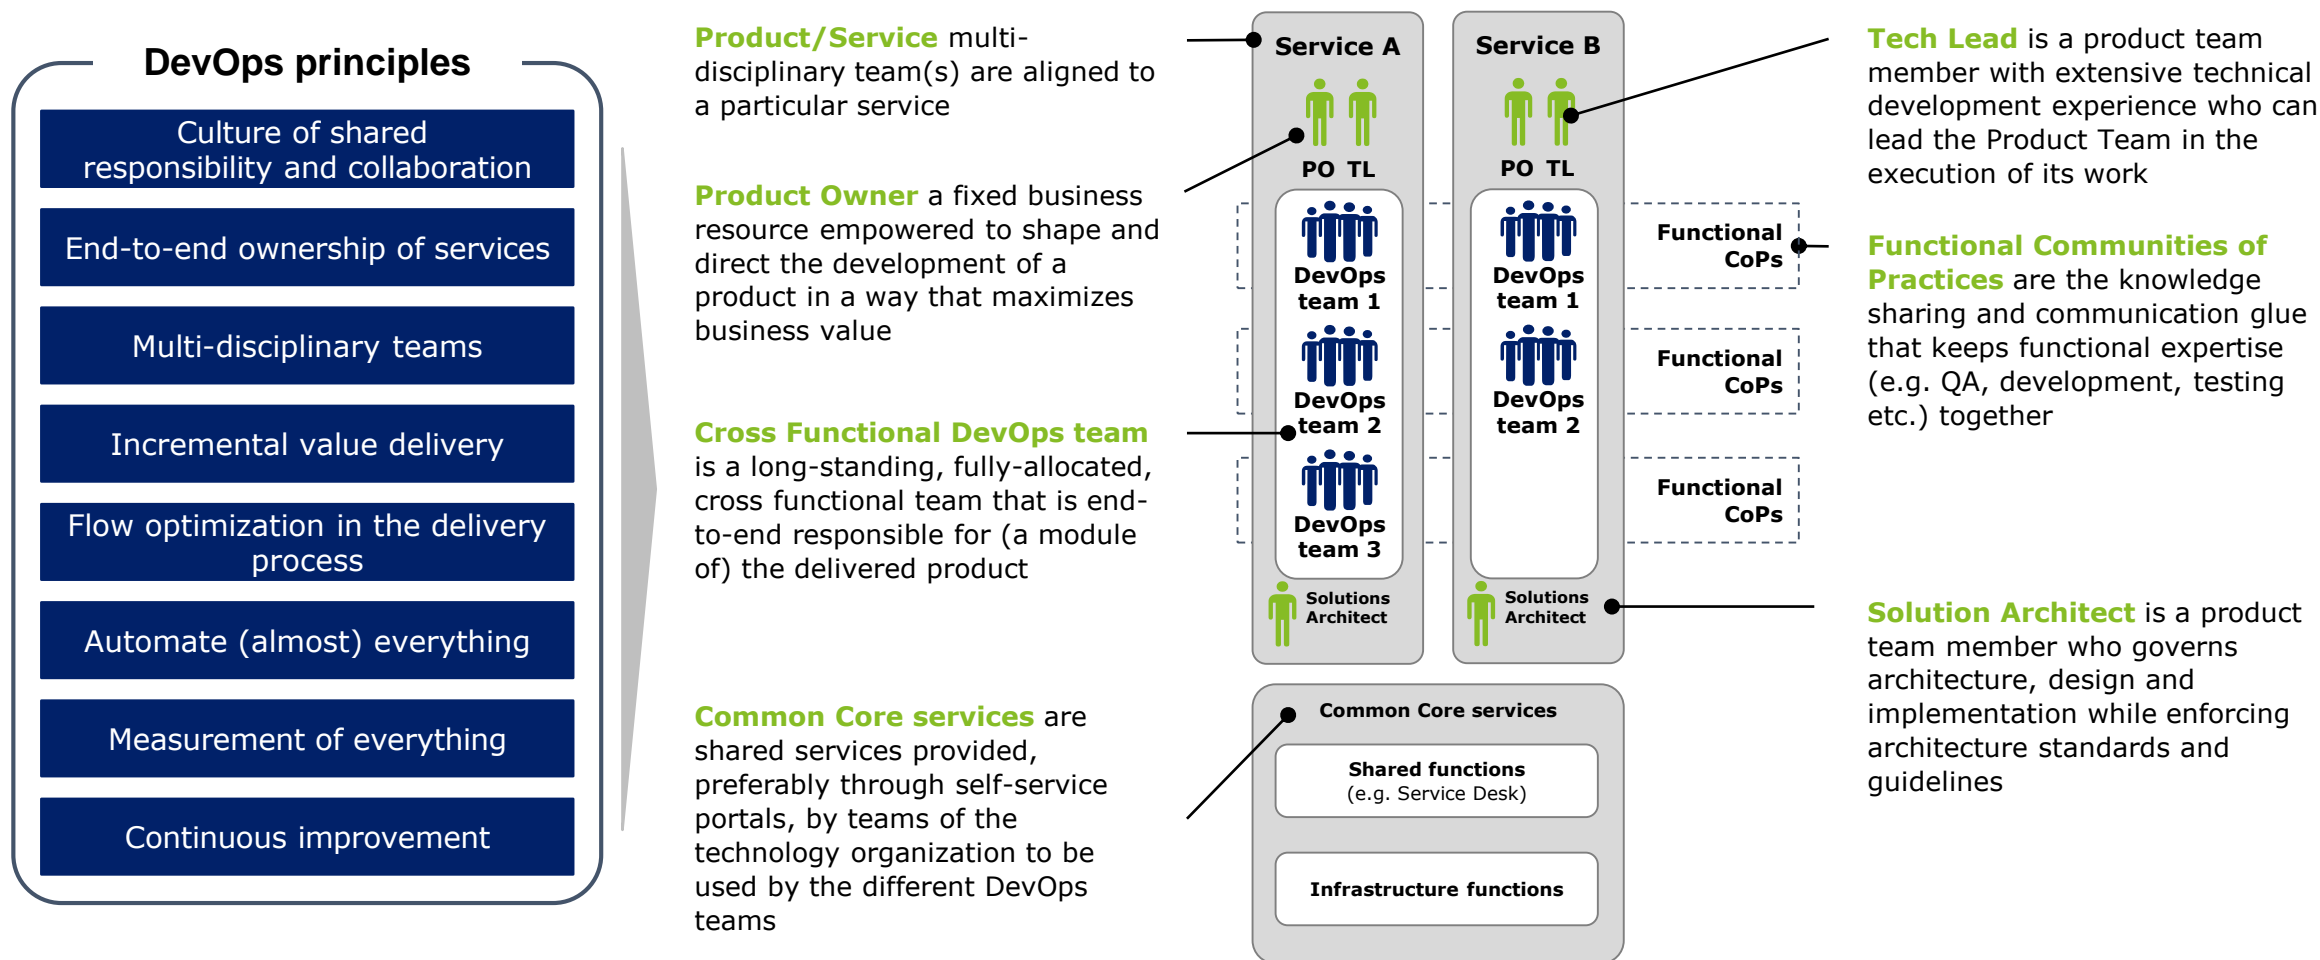 DevOps principles
Culture of shared
responsibility and collaboration
End-to-end ownership of services
Multi-disciplinary teams
Incremental value delivery
Flow optimization in the delivery
process
Automate (almost) everything
Measurement of everything
Continuous improvement
Product/Service multi-
disciplinary team(s) are aligned to
a particular service
Product Owner a fixed business
resource empowered to shape and
direct the development of a
product in a way that maximizes
business value
Cross Functional DevOps team
is a long-standing, fully-allocated,
cross functional team that is end-
to-end responsible for (a module
of) the delivered product
Common Core services are
shared services provided,
preferably through self-service
portals, by teams of the
technology organization to be
used by the different DevOps
teams
Service A
PO TL
DevOps
team 1
DevOps
team 2
DevOps
team 3
Solutions
Architect
Service B
PO TL
DevOps
team 1
DevOps
team 2
Solutions
Architect
Functional
CoPs
Functional
CoPs
Functional
CoPs
Common Core services
Shared functions
(e.g. Service Desk)
Infrastructure functions
Tech Lead is a product team
member with extensive technical
development experience who can
lead the Product Team in the
execution of its work
Functional Communities of
Practices are the knowledge
sharing and communication glue
that keeps functional expertise
(e.g. QA, development, testing
etc.) together
Solution Architect is a product
team member who governs
architecture, design and
implementation while enforcing
architecture standards and
guidelines